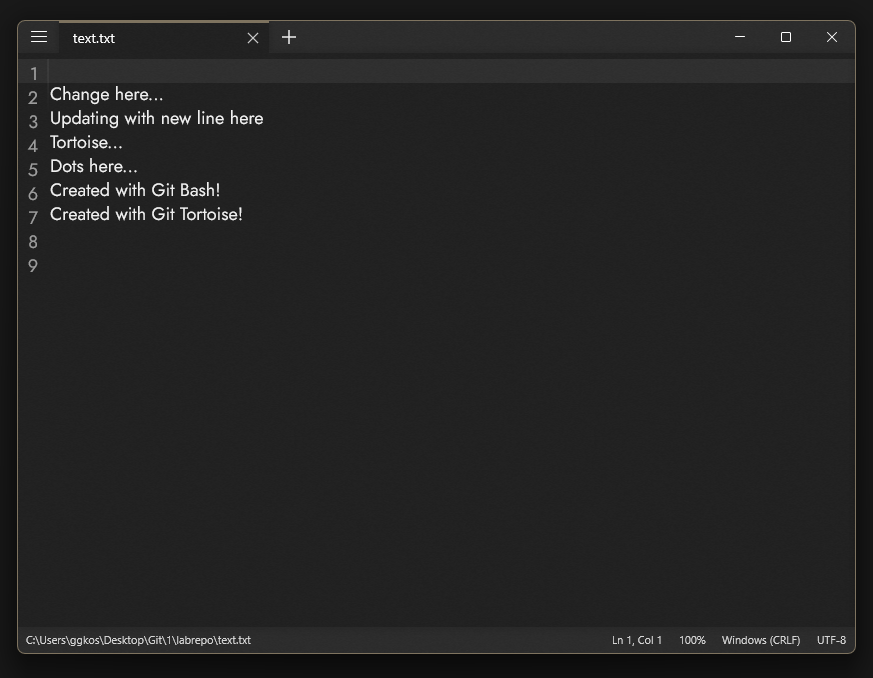 text.txt
1
2 Change here...
3 Updating with new line here
4 Tortoise...
5 Dots here...
6 Created with Git Bash!
7 Created with Git Tortoise!
8
9
C:\Users\ggkos\Desktop\Git\1\labrepo\text.txt Ln 1, Col 1 100% Windows (CRLF) UTF-8